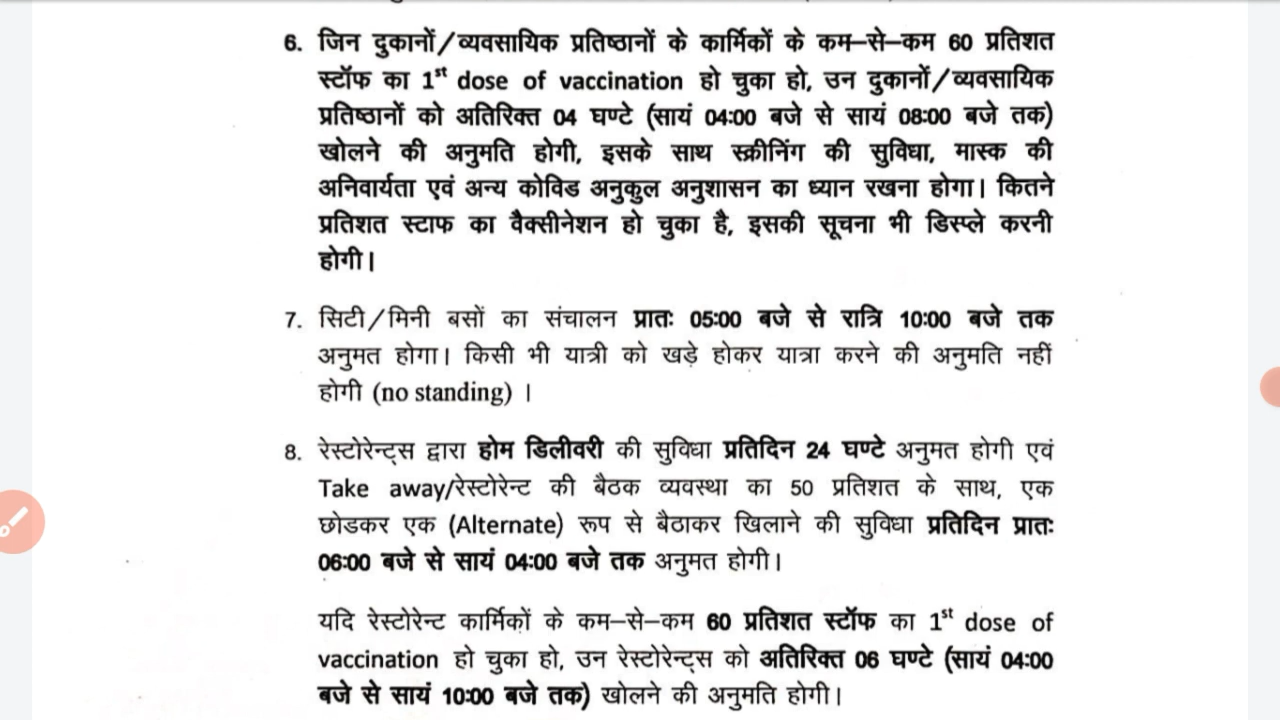 6. जिन दुकानों/व्यवसायिक प्रतिष्ठानों के कार्मिकों के कम–से–कम 60 प्रतिशत
स्टॉफ का 1st dose of vaccination हो चुका हो, उन दुकानों/व्यवसायिक
प्रतिष्ठानों को अतिरिक्त 04 घण्टे (सायं 04:00 बजे से सायं 08:00 बजे तक)
खोलने की अनुमति होगी, इसके साथ स्क्रीनिंग की सुविधा, मास्क की
अनिवार्यता एवं अन्य कोविड अनुकुल अनुशासन का ध्यान रखना होगा। कितने
प्रतिशत स्टाफ का वैक्सीनेशन हो चुका है, इसकी सूचना भी डिस्प्ले करनी
होगी।
7. सिटी/मिनी बसों का संचालन प्रातः 05:00 बजे से रात्रि 10:00 बजे तक
अनुमत होगा। किसी भी यात्री को खड़े होकर यात्रा करने की अनुमति नहीं
होगी (no standing) ।
8. रेस्टोरेन्ट्स द्वारा होम डिलीवरी की सुविधा प्रतिदिन 24 घण्टे अनुमत होगी एवं
Take away/रेस्टोरेन्ट की बैठक व्यवस्था का 50 प्रतिशत के साथ, एक
छोडकर एक (Alternate) रूप से बैठाकर खिलाने की सुविधा प्रतिदिन प्रातः
06:00 बजे से सायं 04:00 बजे तक अनुमत होगी।
यदि रेस्टोरेन्ट कार्मिकों के कम–से–कम 60 प्रतिशत स्टॉफ का 1st dose of
vaccination हो चुका हो, उन रेस्टोरेन्ट्स को अतिरिक्त 06 घण्टे (सायं 04:00
बजे से सायं 10:00 बजे तक) खोलने की अनुमति होगी।